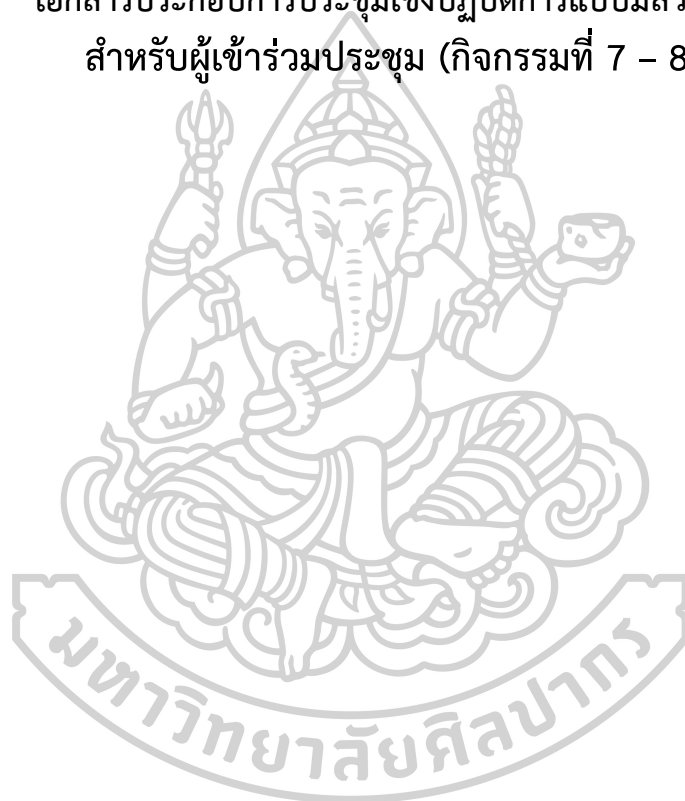 เอกสารประกอบการประชุมเชิงปฏิบัติการแบบมีส่ว
สำหรับผู้เข้าร่วมประชุม (กิจกรรมที่ 7 – 8
มหาวิทยาลัยศิลปากร